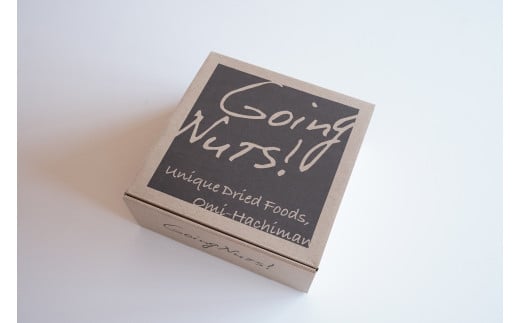 Going
Nuts!
Unique Dried Foods,
Omi-Hachiman
Going Nuts!